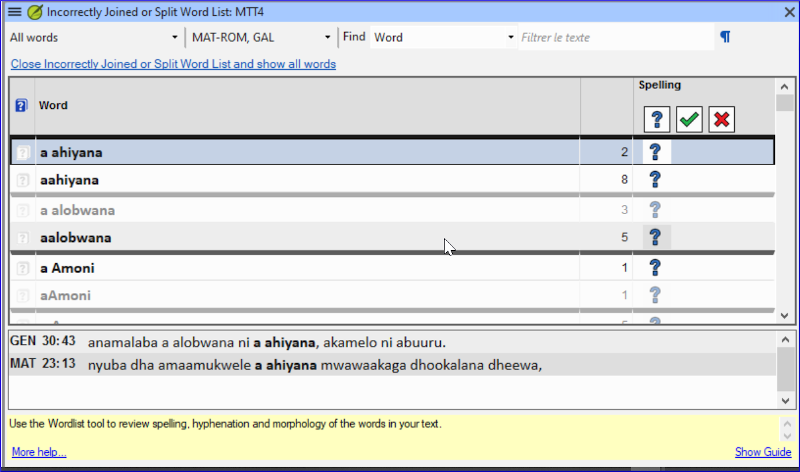 Incorrectly Joined or Split Word List: MTT4
All words MAT-ROM, GAL Find Word Filtrer le texte ¶
Close Incorrectly Joined or Split Word List and show all words
Spelling
Word
a ahiyana 2
aahiyana 8
a alobwana 3
aalobwana 5
a Amoni 1
aAmoni 1
GEN 30:43 anamalaba a alobwana ni a ahiyana, akamelo ni abuuru.
MAT 23:13 nyuba dha amaamukwele a ahiyana mwawaakaga dhookalana dheewa,
Use the Wordlist tool to review spelling, hyphenation and morphology of the words in your text.
More help... Show Guide